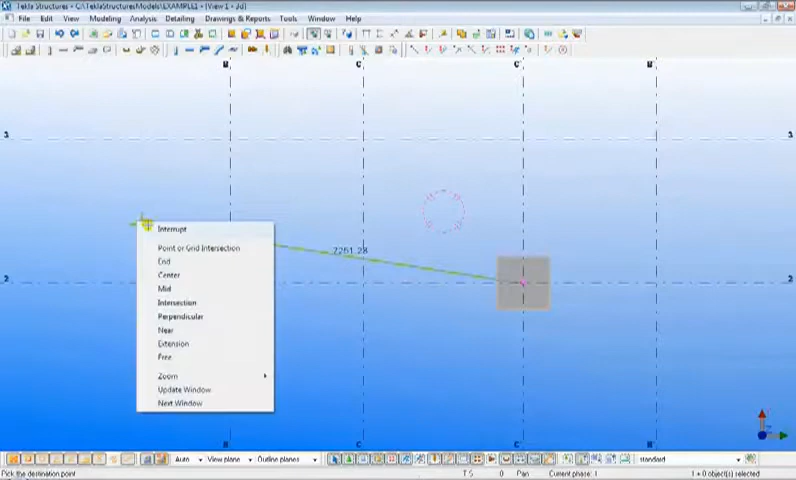 Tekla Structures - C:\TeklaStructuresModels\EXAMPLE1 - [View 1 - 3d]
File Edit View Modeling Analysis Detailing Drawings & Reports Tools Window Help
B' C' C' B'
3 3
Interrupt
Point or Grid Intersection
End
Center
Mid
Intersection
Perpendicular
Near
Extension
Free
Zoom
Update Window
Next Window
7251.28
2 2
B' C' C' B'
Auto View plane Outline planes standard
Pick the destination point T S 0 Pan Current phase: 1 1 + 0 object(s) selected